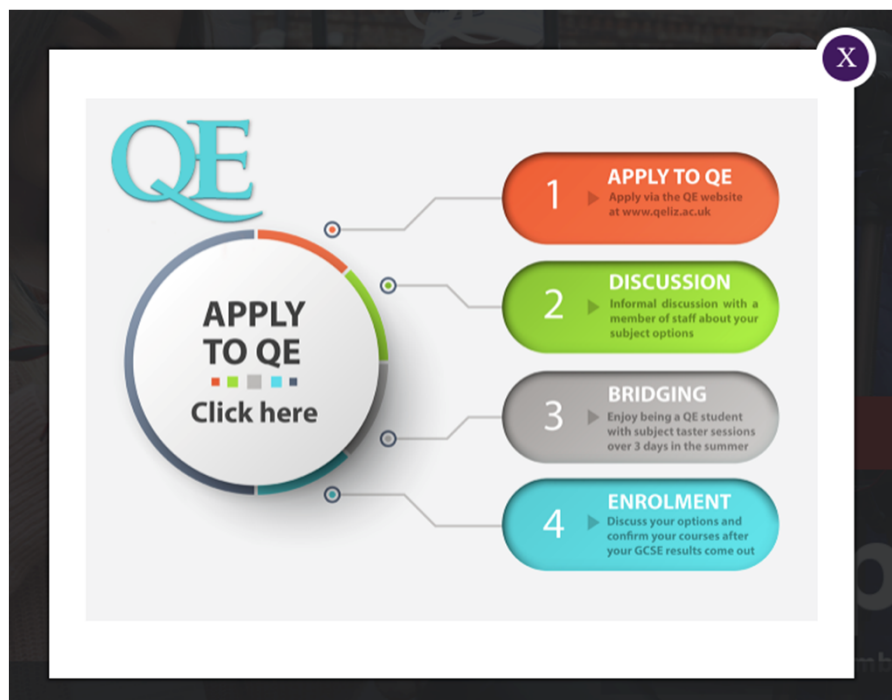 X
QE
APPLY
TO QE
Click here
1
APPLY TO QE
Apply via the QE website
at www.qeliz.ac.uk
2
DISCUSSION
Informal discussion with a
member of staff about your
subject options
3
BRIDGING
Enjoy being a QE student
with subject taster sessions
over 3 days in the summer
4
ENROLMENT
Discuss your options and
confirm your courses after
your GCSE results come out